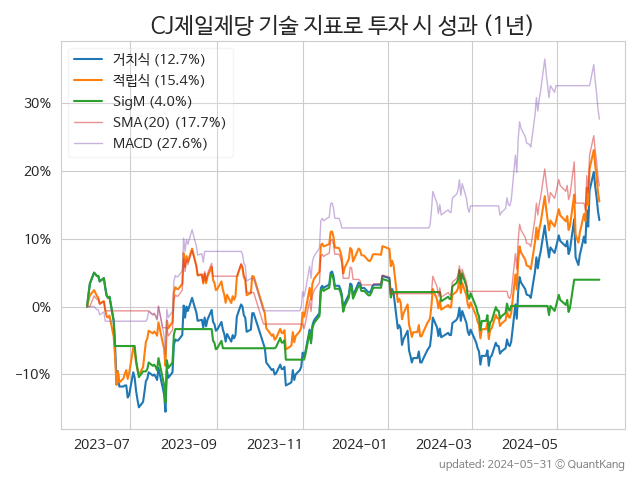 CJ제일제당 기술 지표로 투자 시 성과 (1년)
거치식 (12.7%)
적립식 (15.4%)
SigM (4.0%)
SMA(20) (17.7%)
MACD (27.6%)
30%
20%
10%
0%
−10%
2023-07 2023-09 2023-11 2024-01 2024-03 2024-05
updated: 2024-05-31 © QuantKang